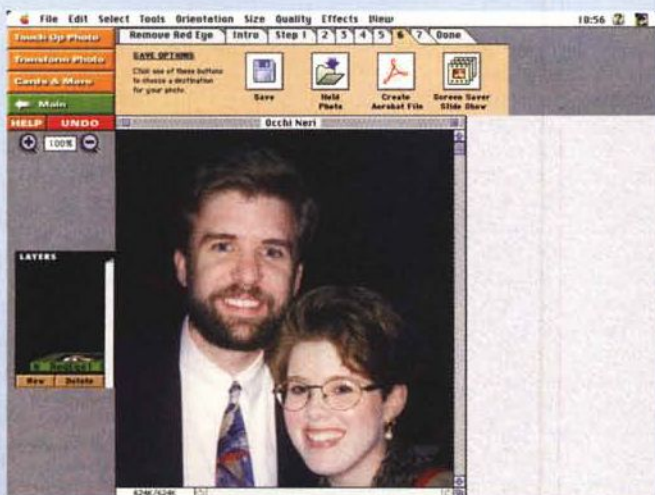 File Edit Select Tools Orientation Size Quality Effects View 10:56
Touch Up Photo
Transform Photo
Cards & More
Main
HELP UNDO
Remove Red Eye Intro Step 1 2 3 4 5 6 7 Done
SAVE OPTIONS
Click one of these buttons
to choose a destination
for your photo.
Save
Hold
Photo
Create
Acrobat File
Screen Saver
Slide Show
Occhi Neri
100%
LAYERS
New Delete
624K/624K